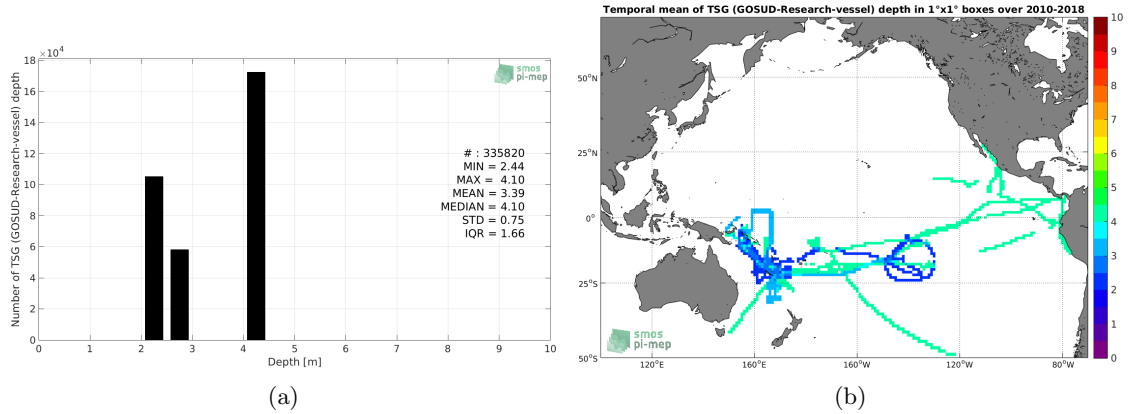 Temporal mean of TSG (GOSUD-Research-vessel) depth in 1°x1° boxes over 2010-2018
×10⁴
18
16
14
12
10
8
6
4
2
0
Number of TSG (GOSUD-Research-vessel) depth
smos
pi-mep
# : 335820
MIN = 2.44
MAX = 4.10
MEAN = 3.39
MEDIAN = 4.10
STD = 0.75
IQR = 1.66
0 1 2 3 4 5 6 7 8 9 10
Depth [m]
(a)
50°N
25°N
0°
25°S
50°S
120°E 160°E 160°W 120°W 80°W
smos
pi-mep
10
9
8
7
6
5
4
3
2
1
0
(b)